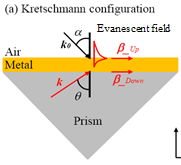 (a) Kretschmann configuration
Evanescent field
α
k₀
β_Up
Air
Metal
β_Down
k
θ
Prism